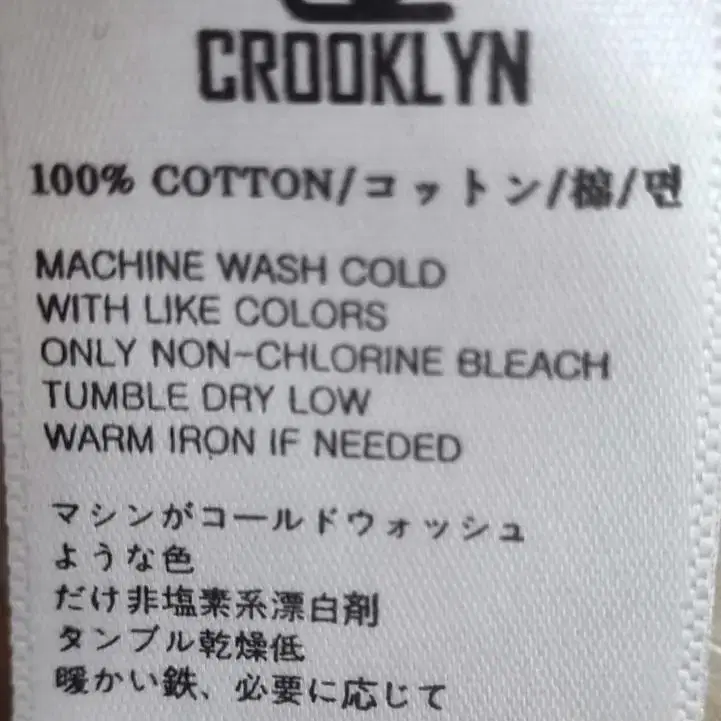 CROOKLYN
100% COTTON/コットン/棉/면
MACHINE WASH COLD
WITH LIKE COLORS
ONLY NON-CHLORINE BLEACH
TUMBLE DRY LOW
WARM IRON IF NEEDED
マシンがコールドウォッシュ
ような色
だけ非塩素系漂白剤
タンブル乾燥低
暖かい鉄、必要に応じて